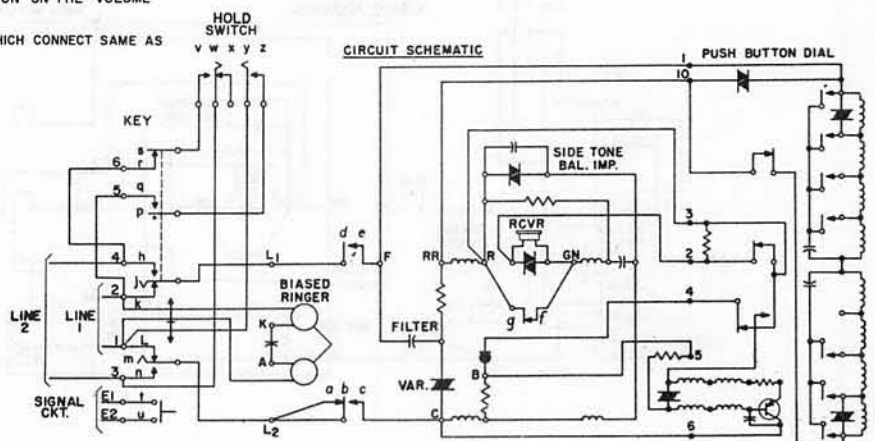 ON ON THE VOLUME
HICH CONNECT SAME AS
HOLD
SWITCH
v w x y z
CIRCUIT SCHEMATIC
1
PUSH BUTTON DIAL
10
KEY
s
6 r
5 q
p
SIDE TONE
BAL. IMP.
RCVR
d e
F
RR
R
GN
3
2
4
4 h
L1
j
2
k
LINE
2
LINE
1
1 L
m
3 n
BIASED
RINGER
K
A
g f
FILTER
B
5
VAR.
a b c
C
L2
6
SIGNAL
CKT.
E1 t
E2 u